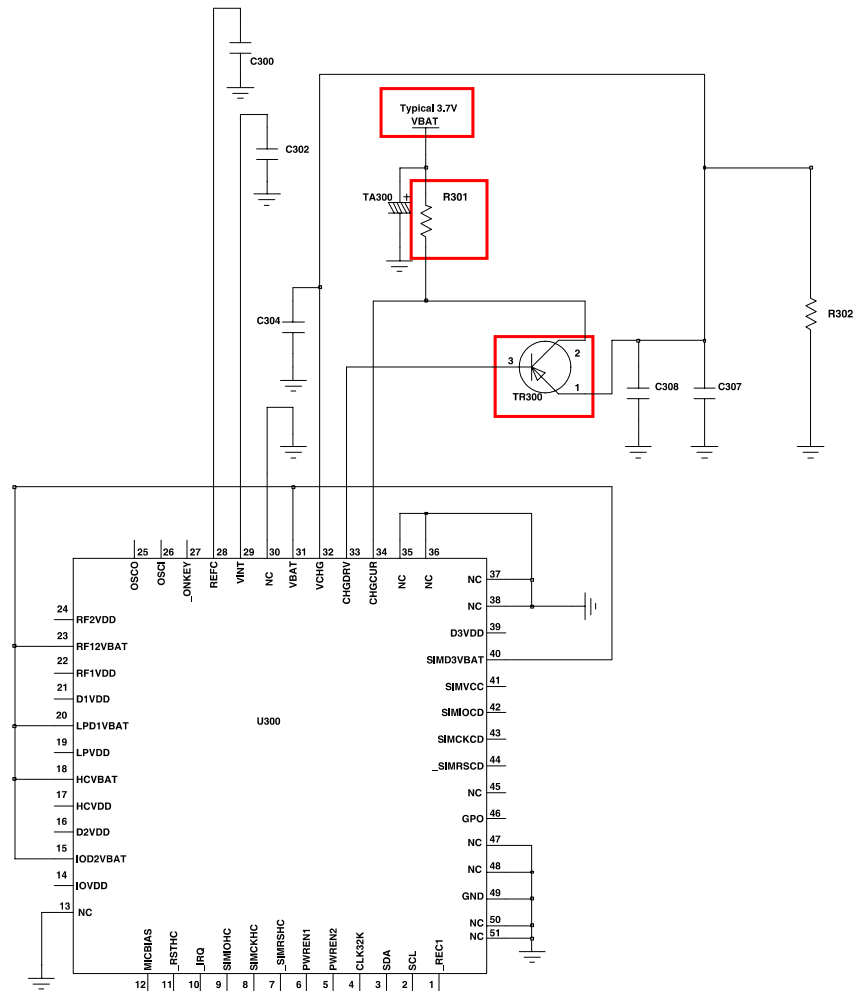 C300
Typical 3.7V
VBAT
C302
TA300 +
R301
C304
R302
3
2
1
TR300
C308
C307
25 26 27 28 29 30 31 32 33 34 35 36
OSCO
OSCI
_ONKEY
REFC
VINT
NC
VBAT
VCHG
CHGDRV
CHGCUR
NC
NC
24 RF2VDD
23 RF12VBAT
22 RF1VDD
21 D1VDD
20 LPD1VBAT
19 LPVDD
18 HCVBAT
17 HCVDD
16 D2VDD
15 IOD2VBAT
14 IOVDD
13 NC
U300
NC 37
NC 38
D3VDD 39
SIMD3VBAT 40
SIMVCC 41
SIMIOCD 42
SIMCKCD 43
_SIMRSCD 44
NC 45
GPO 46
NC 47
NC 48
GND 49
NC 50
NC 51
MICBIAS
_RSTHC
_IRQ
SIMIOHC
SIMCKHC
_SIMRSHC
PWREN1
PWREN2
CLK32K
SDA
SCL
_REC1
12 11 10 9 8 7 6 5 4 3 2 1